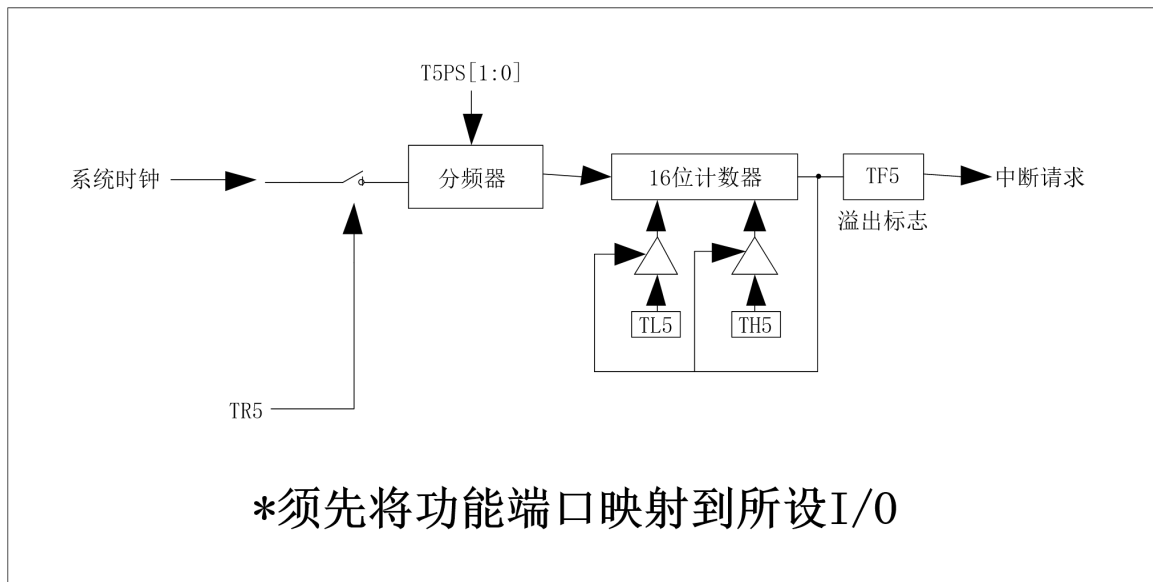 T5PS[1:0]
系统时钟
分频器
16位计数器
TF5
中断请求
溢出标志
TL5
TH5
TR5
*须先将功能端口映射到所设I/O